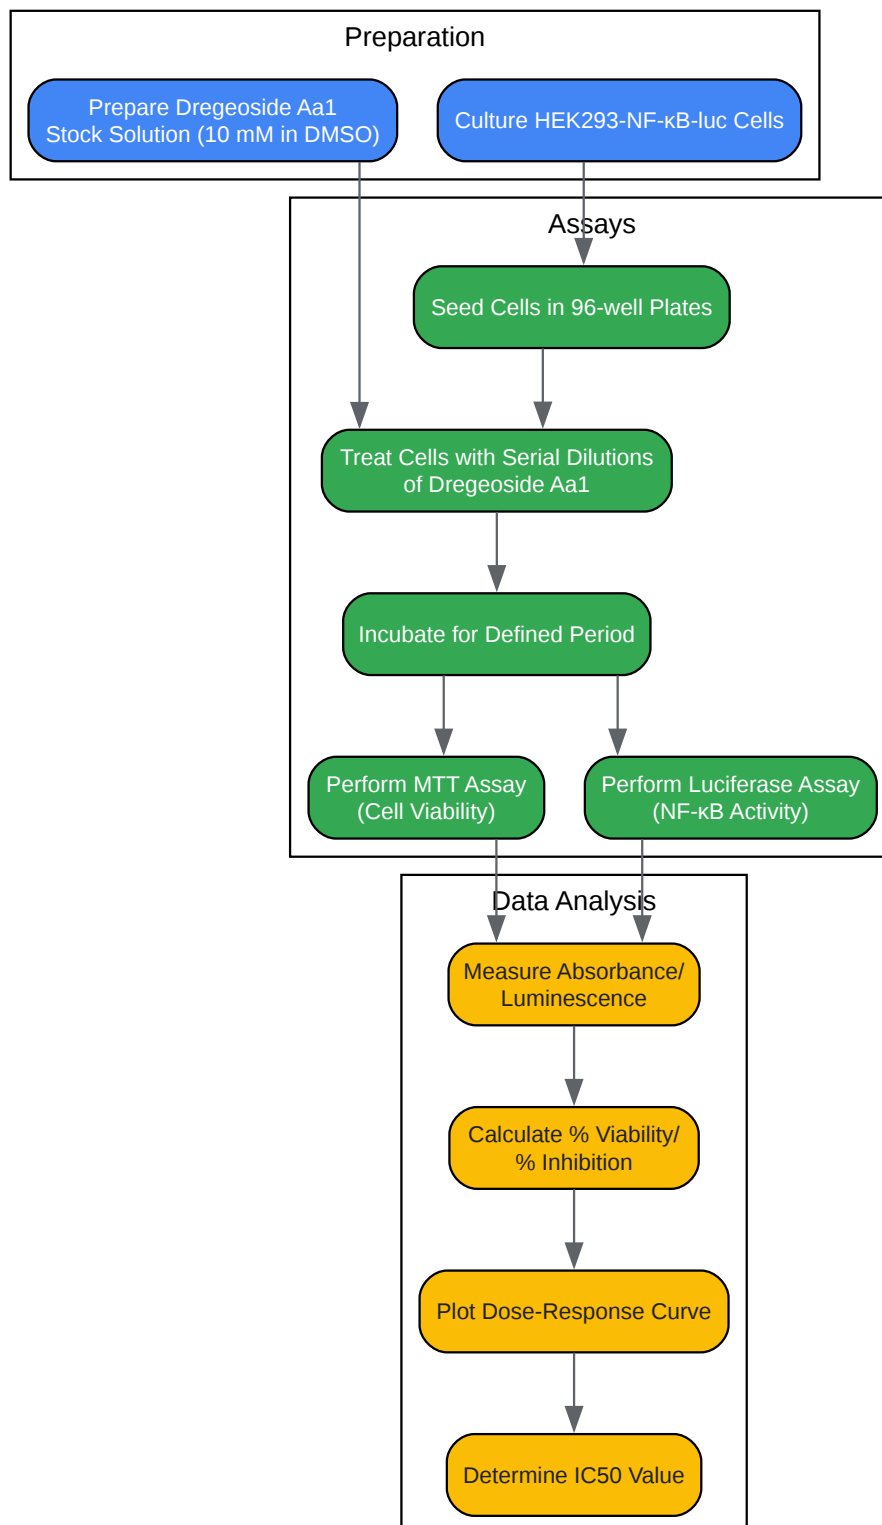 Preparation
Prepare Dregeoside Aa1
Stock Solution (10 mM in DMSO)
Culture HEK293-NF-κB-luc Cells
Assays
Seed Cells in 96-well Plates
Treat Cells with Serial Dilutions
of Dregeoside Aa1
Incubate for Defined Period
Perform MTT Assay
(Cell Viability)
Perform Luciferase Assay
(NF-κB Activity)
Data Analysis
Measure Absorbance/
Luminescence
Calculate % Viability/
% Inhibition
Plot Dose-Response Curve
Determine IC50 Value